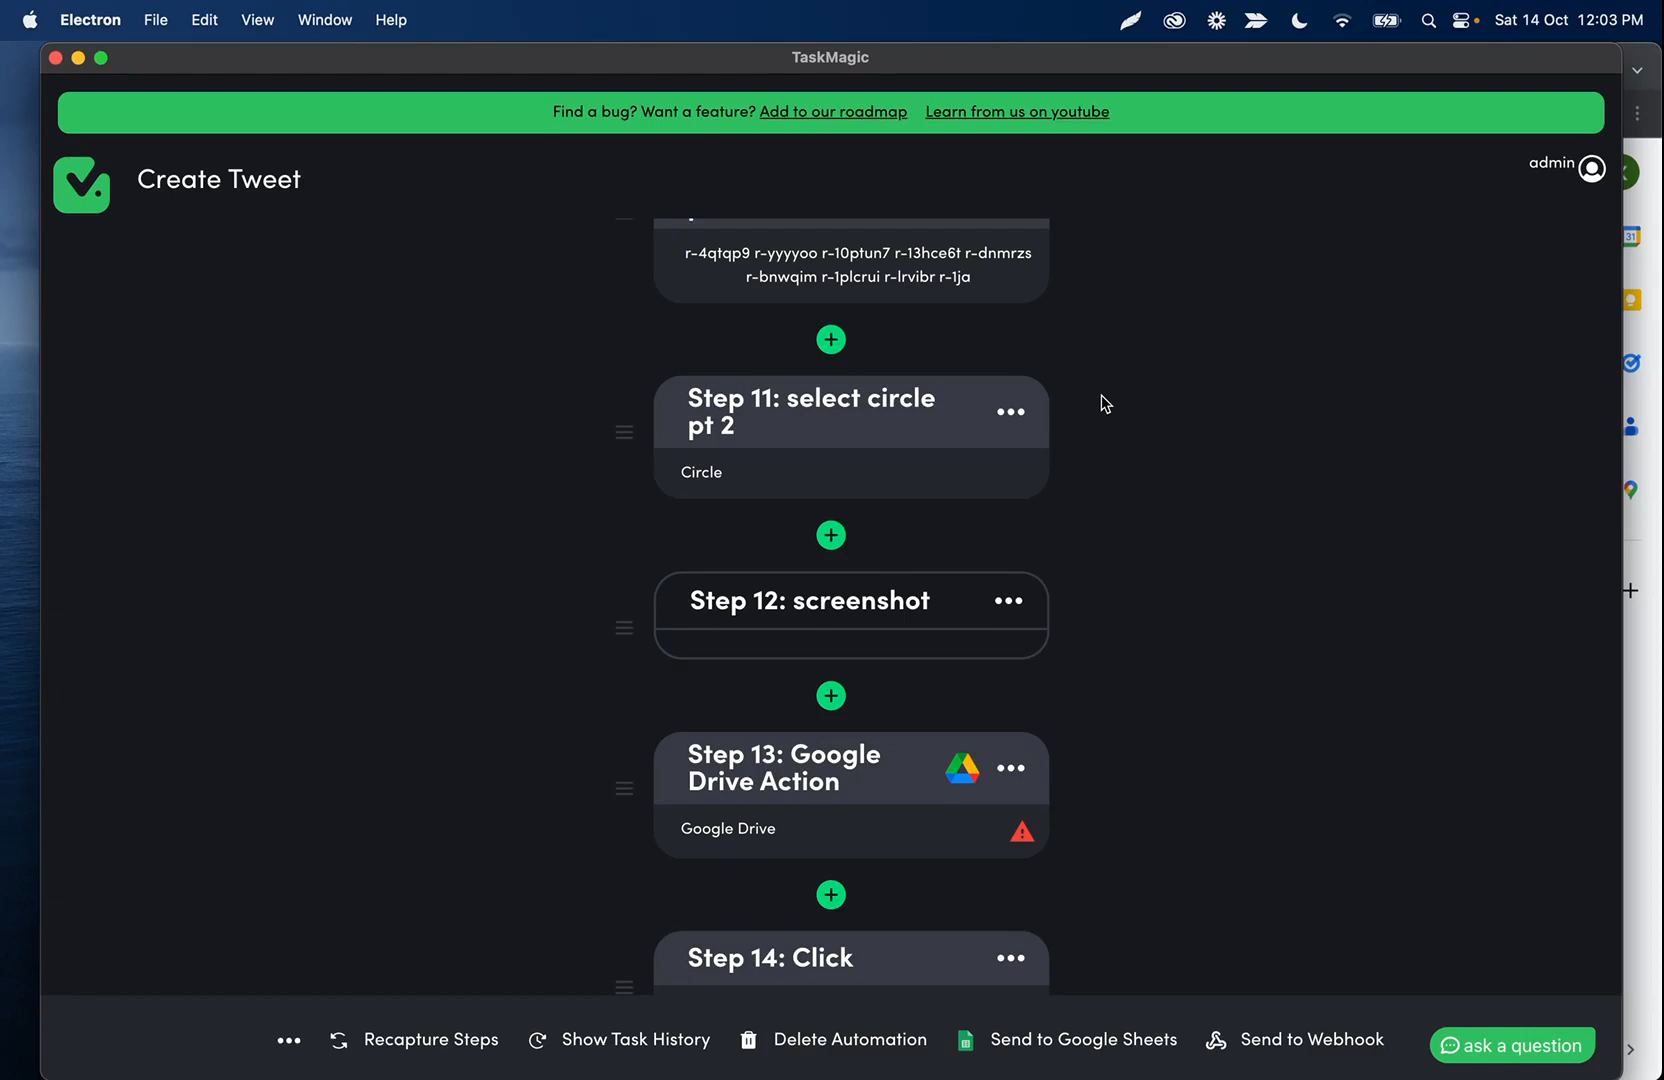 Electron File Edit View Window Help Sat 14 Oct 12:03 PM
TaskMagic
Find a bug? Want a feature? Add to our roadmap Learn from us on youtube
Create Tweet
admin
r-4qtqp9 r-yyyyoo r-10ptun7 r-13hce6t r-dnmrzs
r-bnwqim r-1plcrui r-lrvibr r-1ja
31
Step 11: select circle
pt 2
Circle
Step 12: screenshot
Step 13: Google
Drive Action
Google Drive
Step 14: Click
Recapture Steps Show Task History Delete Automation Send to Google Sheets Send to Webhook ask a question